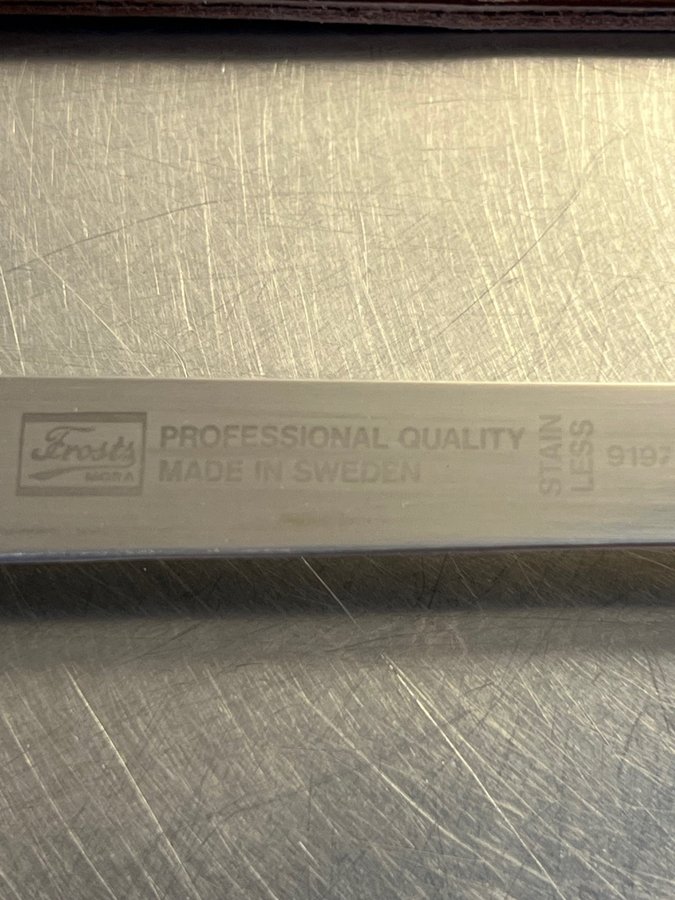 Frosts
MORA
PROFESSIONAL QUALITY
MADE IN SWEDEN
STAIN
LESS
9197